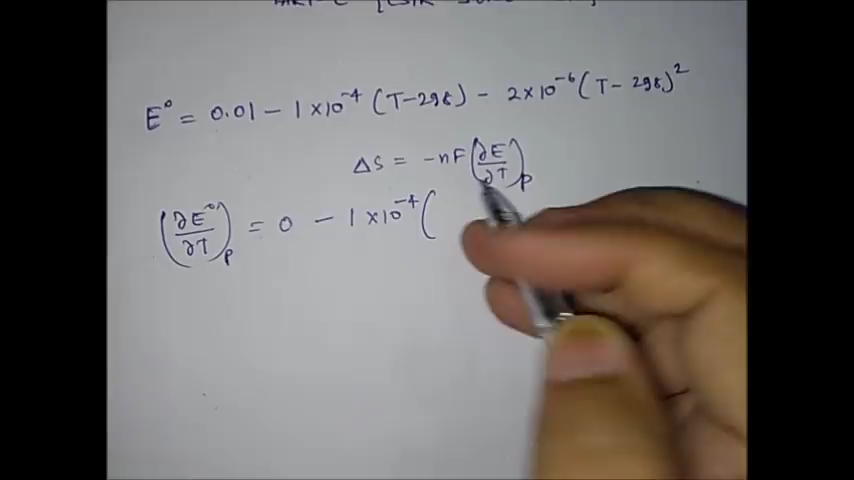 E° = 0.01 - 1×10⁻⁴ (T-298) - 2×10⁻⁶ (T-298)²
ΔS = -nF (∂E/∂T)p
(∂E°/∂T)p = 0 - 1×10⁻⁴ (